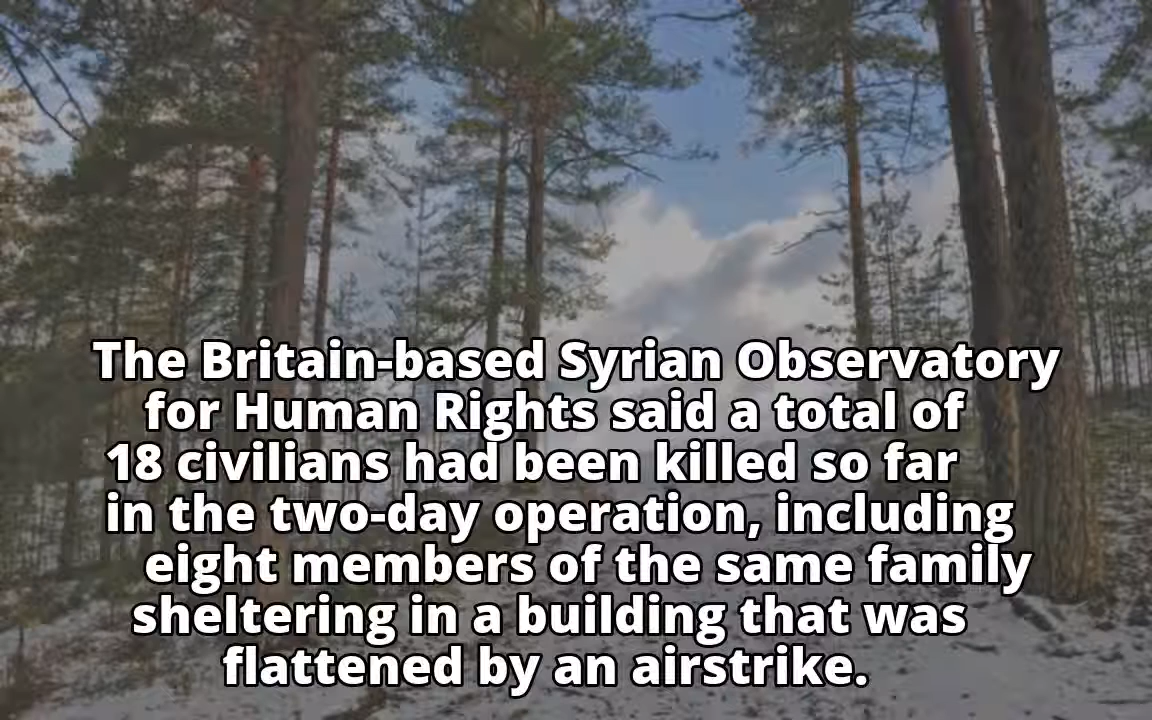 The Britain-based Syrian Observatory
for Human Rights said a total of
18 civilians had been killed so far
in the two-day operation, including
eight members of the same family
sheltering in a building that was
flattened by an airstrike.